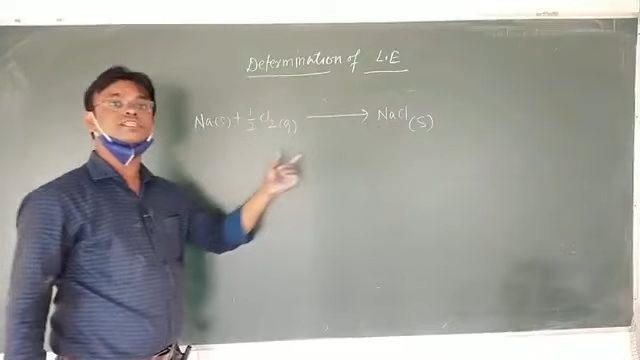 Determination of L.E
Na(s) + 1/2 Cl2(g) → NaCl(s)